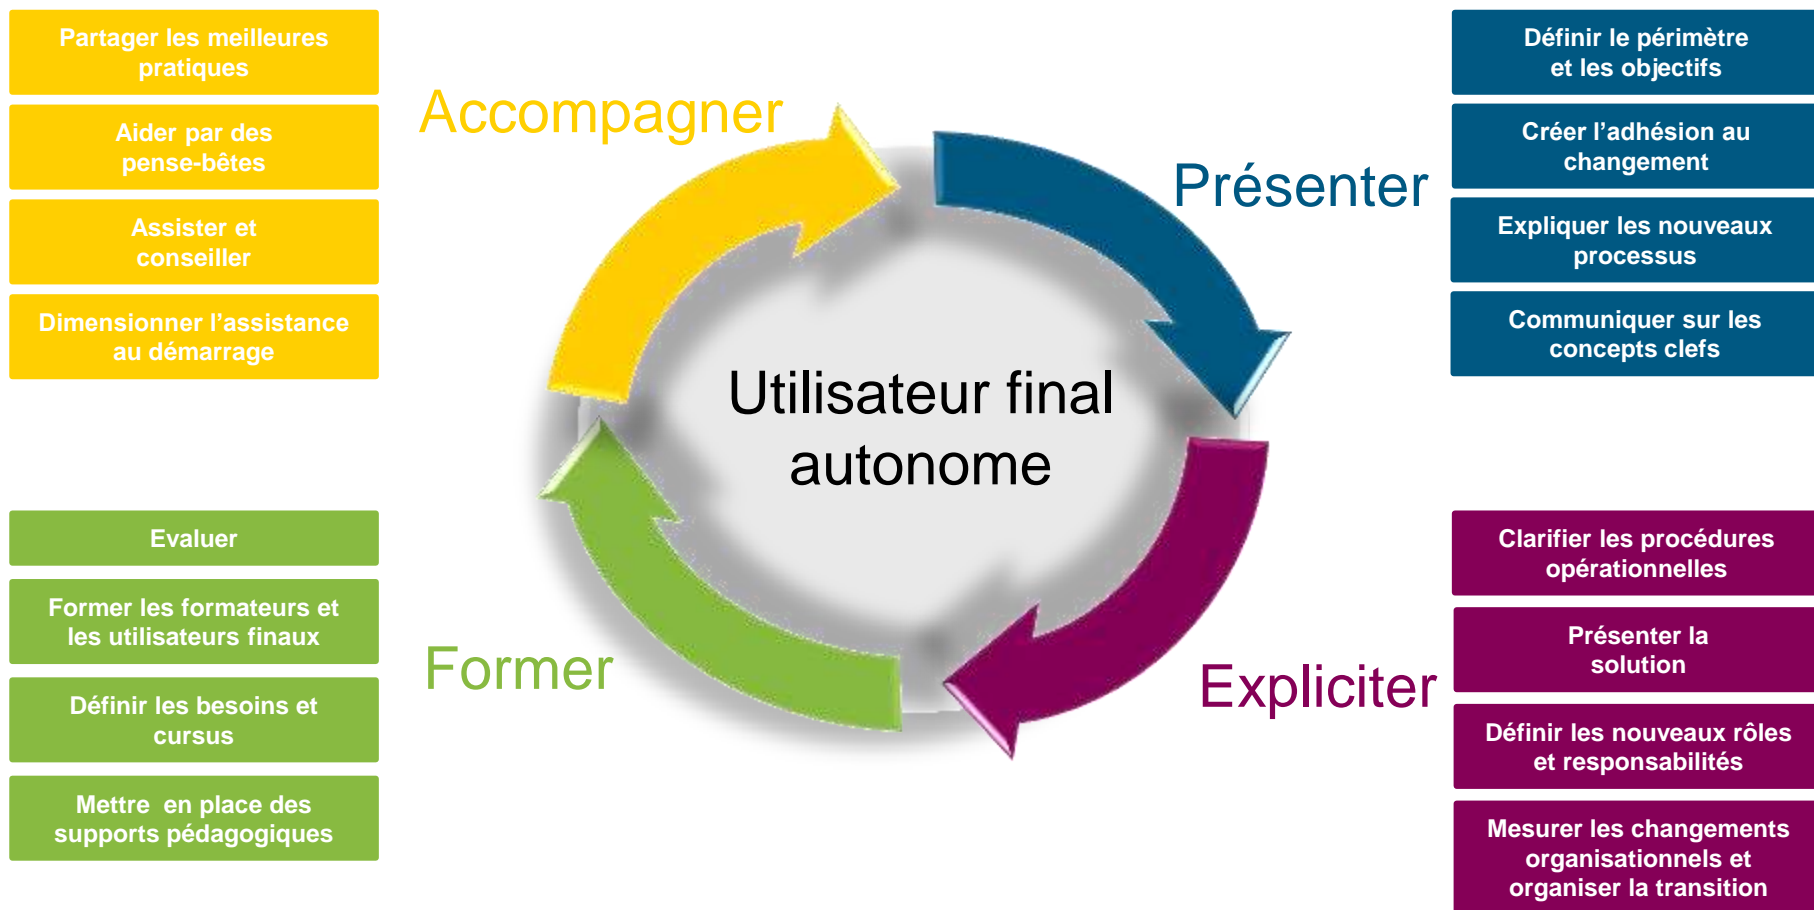 Partager les meilleures
pratiques
Aider par des
pense-bêtes
Assister et
conseiller
Dimensionner l’assistance
au démarrage
Accompagner
Présenter
Définir le périmètre
et les objectifs
Créer l’adhésion au
changement
Expliquer les nouveaux
processus
Communiquer sur les
concepts clefs
Utilisateur final
autonome
Evaluer
Former les formateurs et
les utilisateurs finaux
Définir les besoins et
cursus
Mettre  en place des
supports pédagogiques
Former
Expliciter
Clarifier les procédures
opérationnelles
Présenter la
solution
Définir les nouveaux rôles
et responsabilités
Mesurer les changements
organisationnels et
organiser la transition